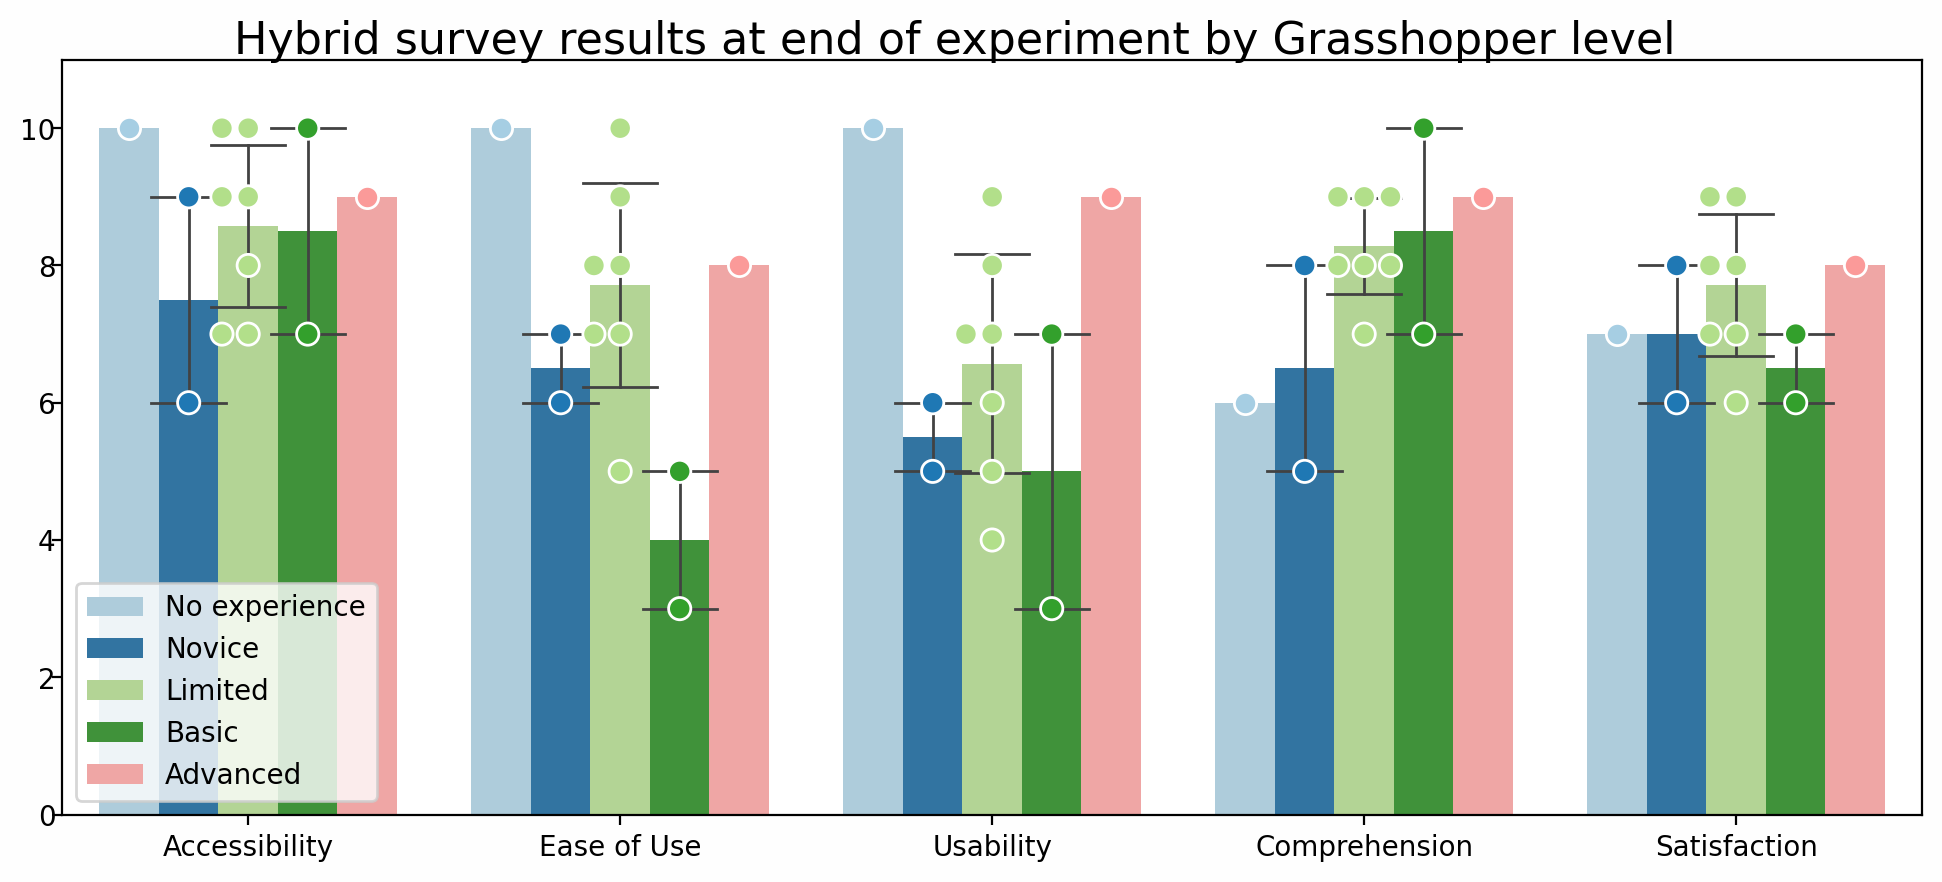 Hybrid survey results at end of experiment by Grasshopper level
10
8
6
4
2
0
No experience
Novice
Limited
Basic
Advanced
Accessibility
Ease of Use
Usability
Comprehension
Satisfaction